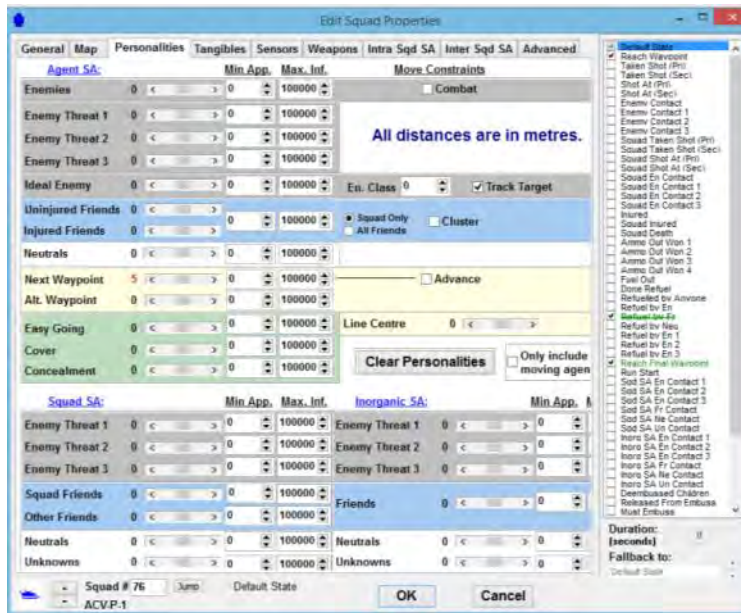 Edit Squad Properties
General Map Personalities Tangibles Sensors Weapons Intra Sqd SA Inter Sqd SA Advanced
Agent SA: Min App. Max. Inf. Move Constraints
Enemies 0 0 100000 Combat
Enemy Threat 1 0 0 100000
Enemy Threat 2 0 0 100000 All distances are in metres.
Enemy Threat 3 0 0 100000
Ideal Enemy 0 0 100000 En. Class 0 Track Target
Uninjured Friends 0 0 100000 Squad Only Cluster
Injured Friends 0 All Friends
Neutrals 0 0 100000
Next Waypoint 5 0 100000 Advance
Alt. Waypoint 0 0 100000
Easy Going 0 0 100000 Line Centre 0
Cover 0 0 100000 Clear Personalities Only include
Concealment 0 0 100000 moving agen
Squad SA: Min App. Max. Inf. Inorganic SA: Min App. M
Enemy Threat 1 0 0 100000 Enemy Threat 1 0 0
Enemy Threat 2 0 0 100000 Enemy Threat 2 0 0
Enemy Threat 3 0 0 100000 Enemy Threat 3 0 0
Squad Friends 0 0 100000 Friends 0 0
Other Friends 0 0 100000
Neutrals 0 0 100000 Neutrals 0 0
Unknowns 0 0 100000 Unknowns 0 0
Squad # 76 Jump Default State OK Cancel
ACV-P-1
Default State
Reach Waypoint
Taken Shot (Pri)
Taken Shot (Sec)
Shot At (Pri)
Shot At (Sec)
Enemy Contact
Enemy Contact 1
Enemy Contact 2
Enemy Contact 3
Squad Taken Shot (Pri)
Squad Taken Shot (Sec)
Squad Shot At (Pri)
Squad Shot At (Sec)
Squad En Contact
Squad En Contact 1
Squad En Contact 2
Squad En Contact 3
Injured
Squad Injured
Squad Death
Ammo Out Wpn 1
Ammo Out Wpn 2
Ammo Out Wpn 3
Ammo Out Wpn 4
Fuel Out
Done Refuel
Refuelled by Anyone
Refuel by En
Refuel by Fr
Refuel by Neu
Refuel by En 1
Refuel by En 2
Refuel by En 3
Reach Final Waypoint
Run Start
Sqd SA En Contact 1
Sqd SA En Contact 2
Sqd SA En Contact 3
Sqd SA Fr Contact
Sqd SA Ne Contact
Sqd SA Un Contact
Inorg SA En Contact 1
Inorg SA En Contact 2
Inorg SA En Contact 3
Inorg SA Fr Contact
Inorg SA Ne Contact
Inorg SA Un Contact
Deembussed Children
Released From Embuss
Must Embuss
Duration: 0
(seconds)
Fallback to:
Default State